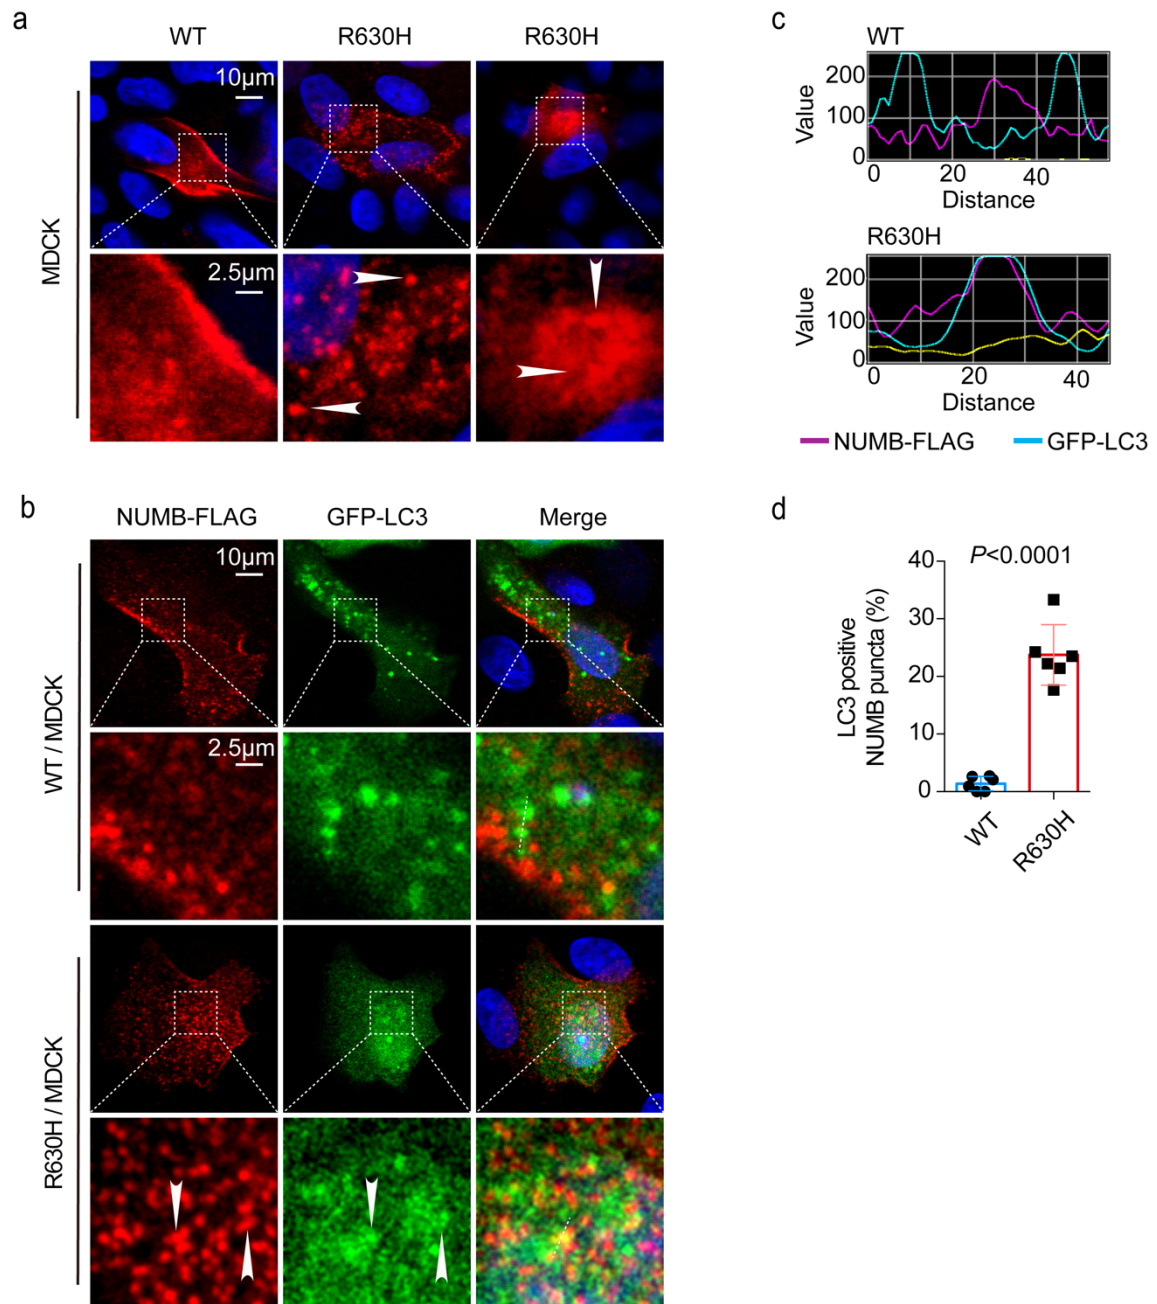 a
WT
R630H
R630H
MDCK
10µm
2.5µm
b
NUMB-FLAG
GFP-LC3
Merge
WT / MDCK
10µm
2.5µm
R630H / MDCK
c
WT
Value
200
100
0
0
20
40
Distance
R630H
Value
200
100
0
0
20
40
Distance
NUMB-FLAG
GFP-LC3
d
P<0.0001
LC3 positive
NUMB puncta (%)
40
30
20
10
0
WT
R630H